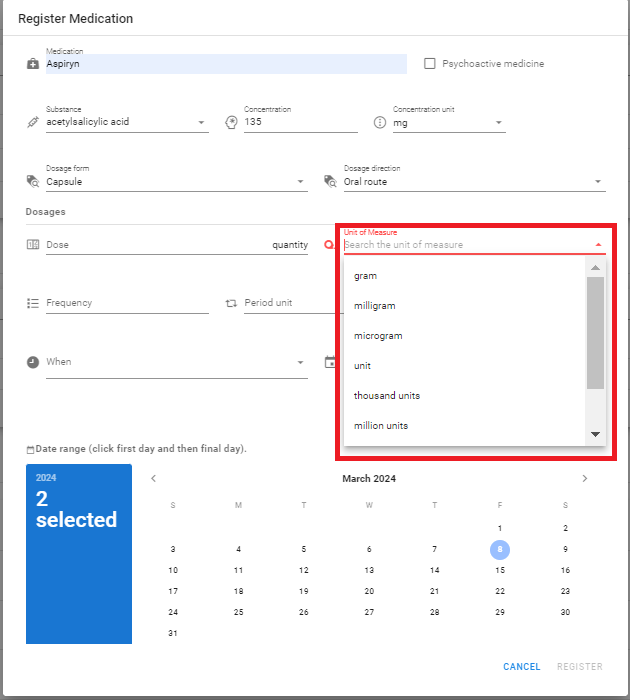 Register Medication
Medication
Aspiryn
Psychoactive medicine
Substance
acetylsalicylic acid
Concentration
135
Concentration unit
mg
Dosage form
Capsule
Dosage direction
Oral route
Dosages
Dose quantity
Unit of Measure
Search the unit of measure
gram
milligram
microgram
unit
thousand units
million units
Frequency
Period unit
When
Date range (click first day and then final day).
2024
2
selected
March 2024
S M T W T F S
1 2
3 4 5 6 7 8 9
10 11 12 13 14 15 16
17 18 19 20 21 22 23
24 25 26 27 28 29 30
31
CANCEL REGISTER